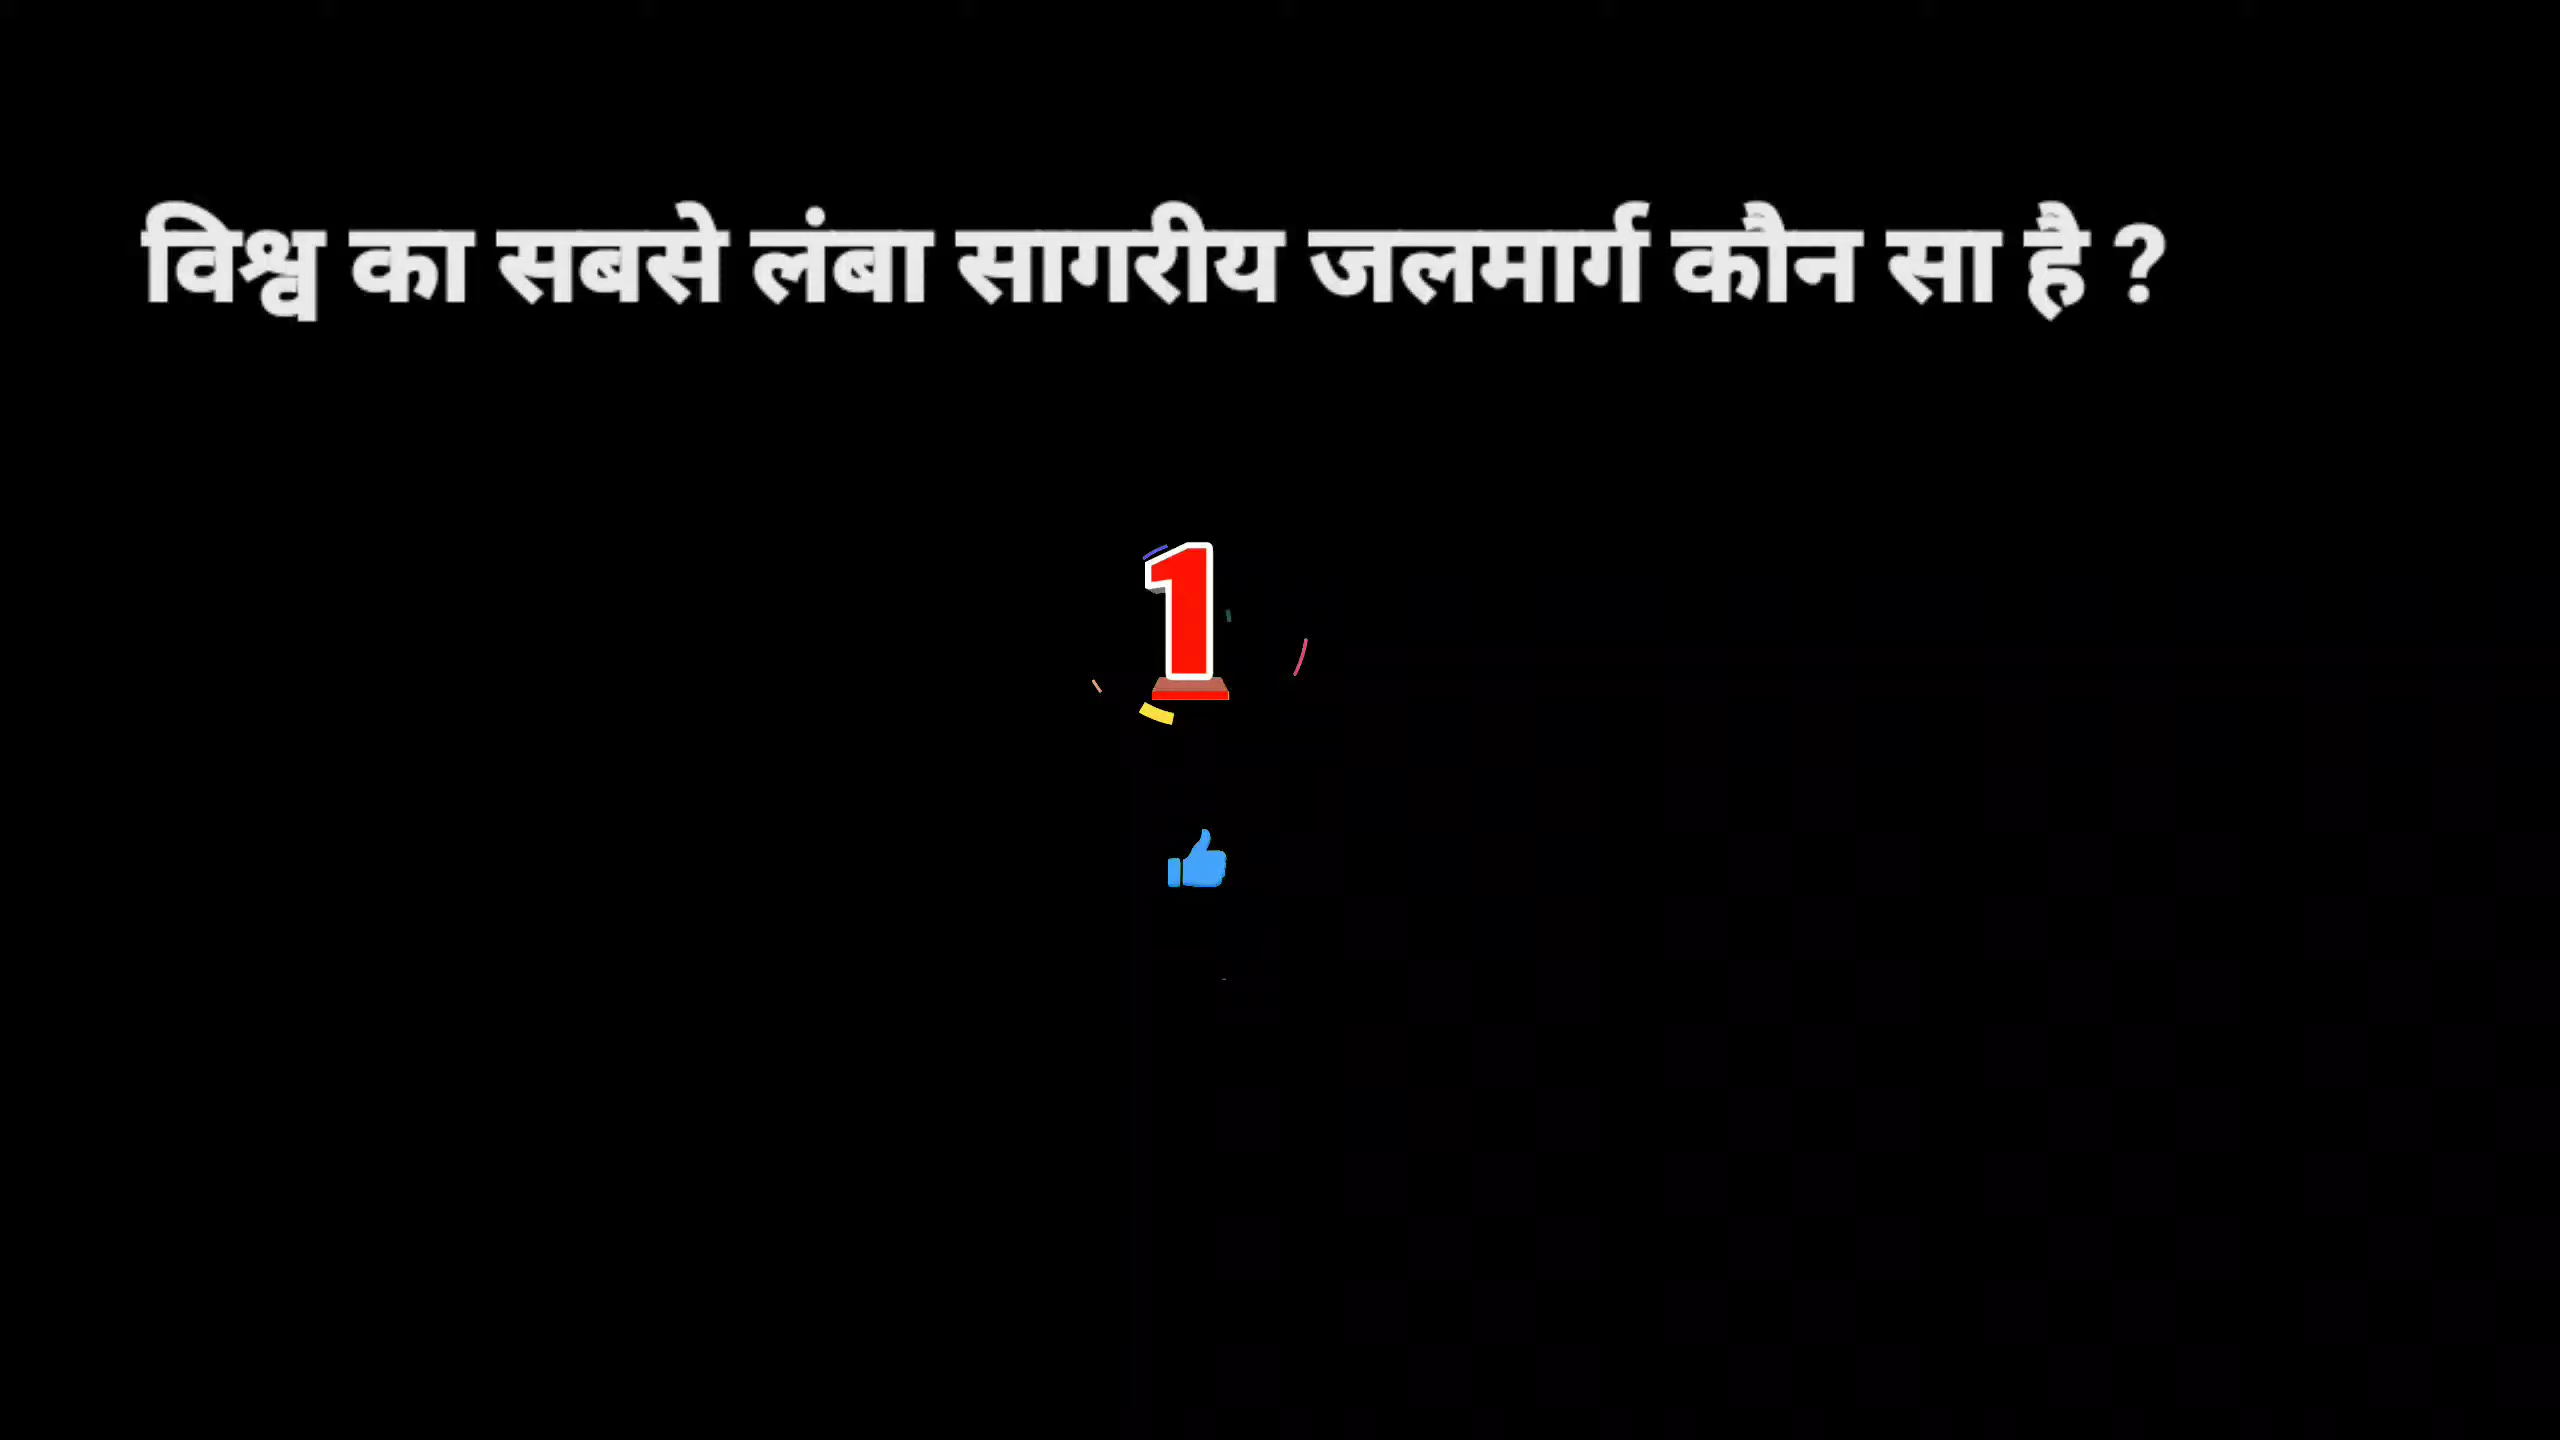 विश्व का सबसे लंबा सागरीय जलमार्ग कौन सा है ?
1